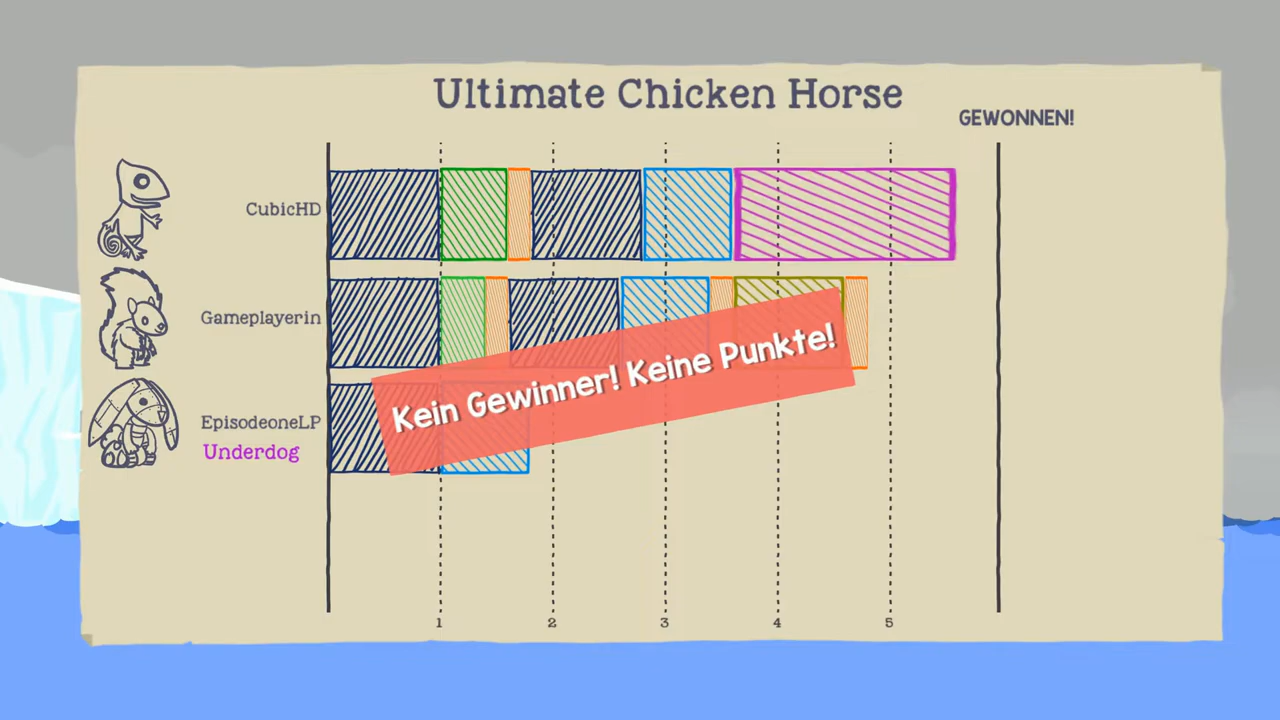 Ultimate Chicken Horse
GEWONNEN!
CubicHD
Gameplayerin
Kein Gewinner! Keine Punkte!
EpisodeoneLP
Underdog
1 2 3 4 5